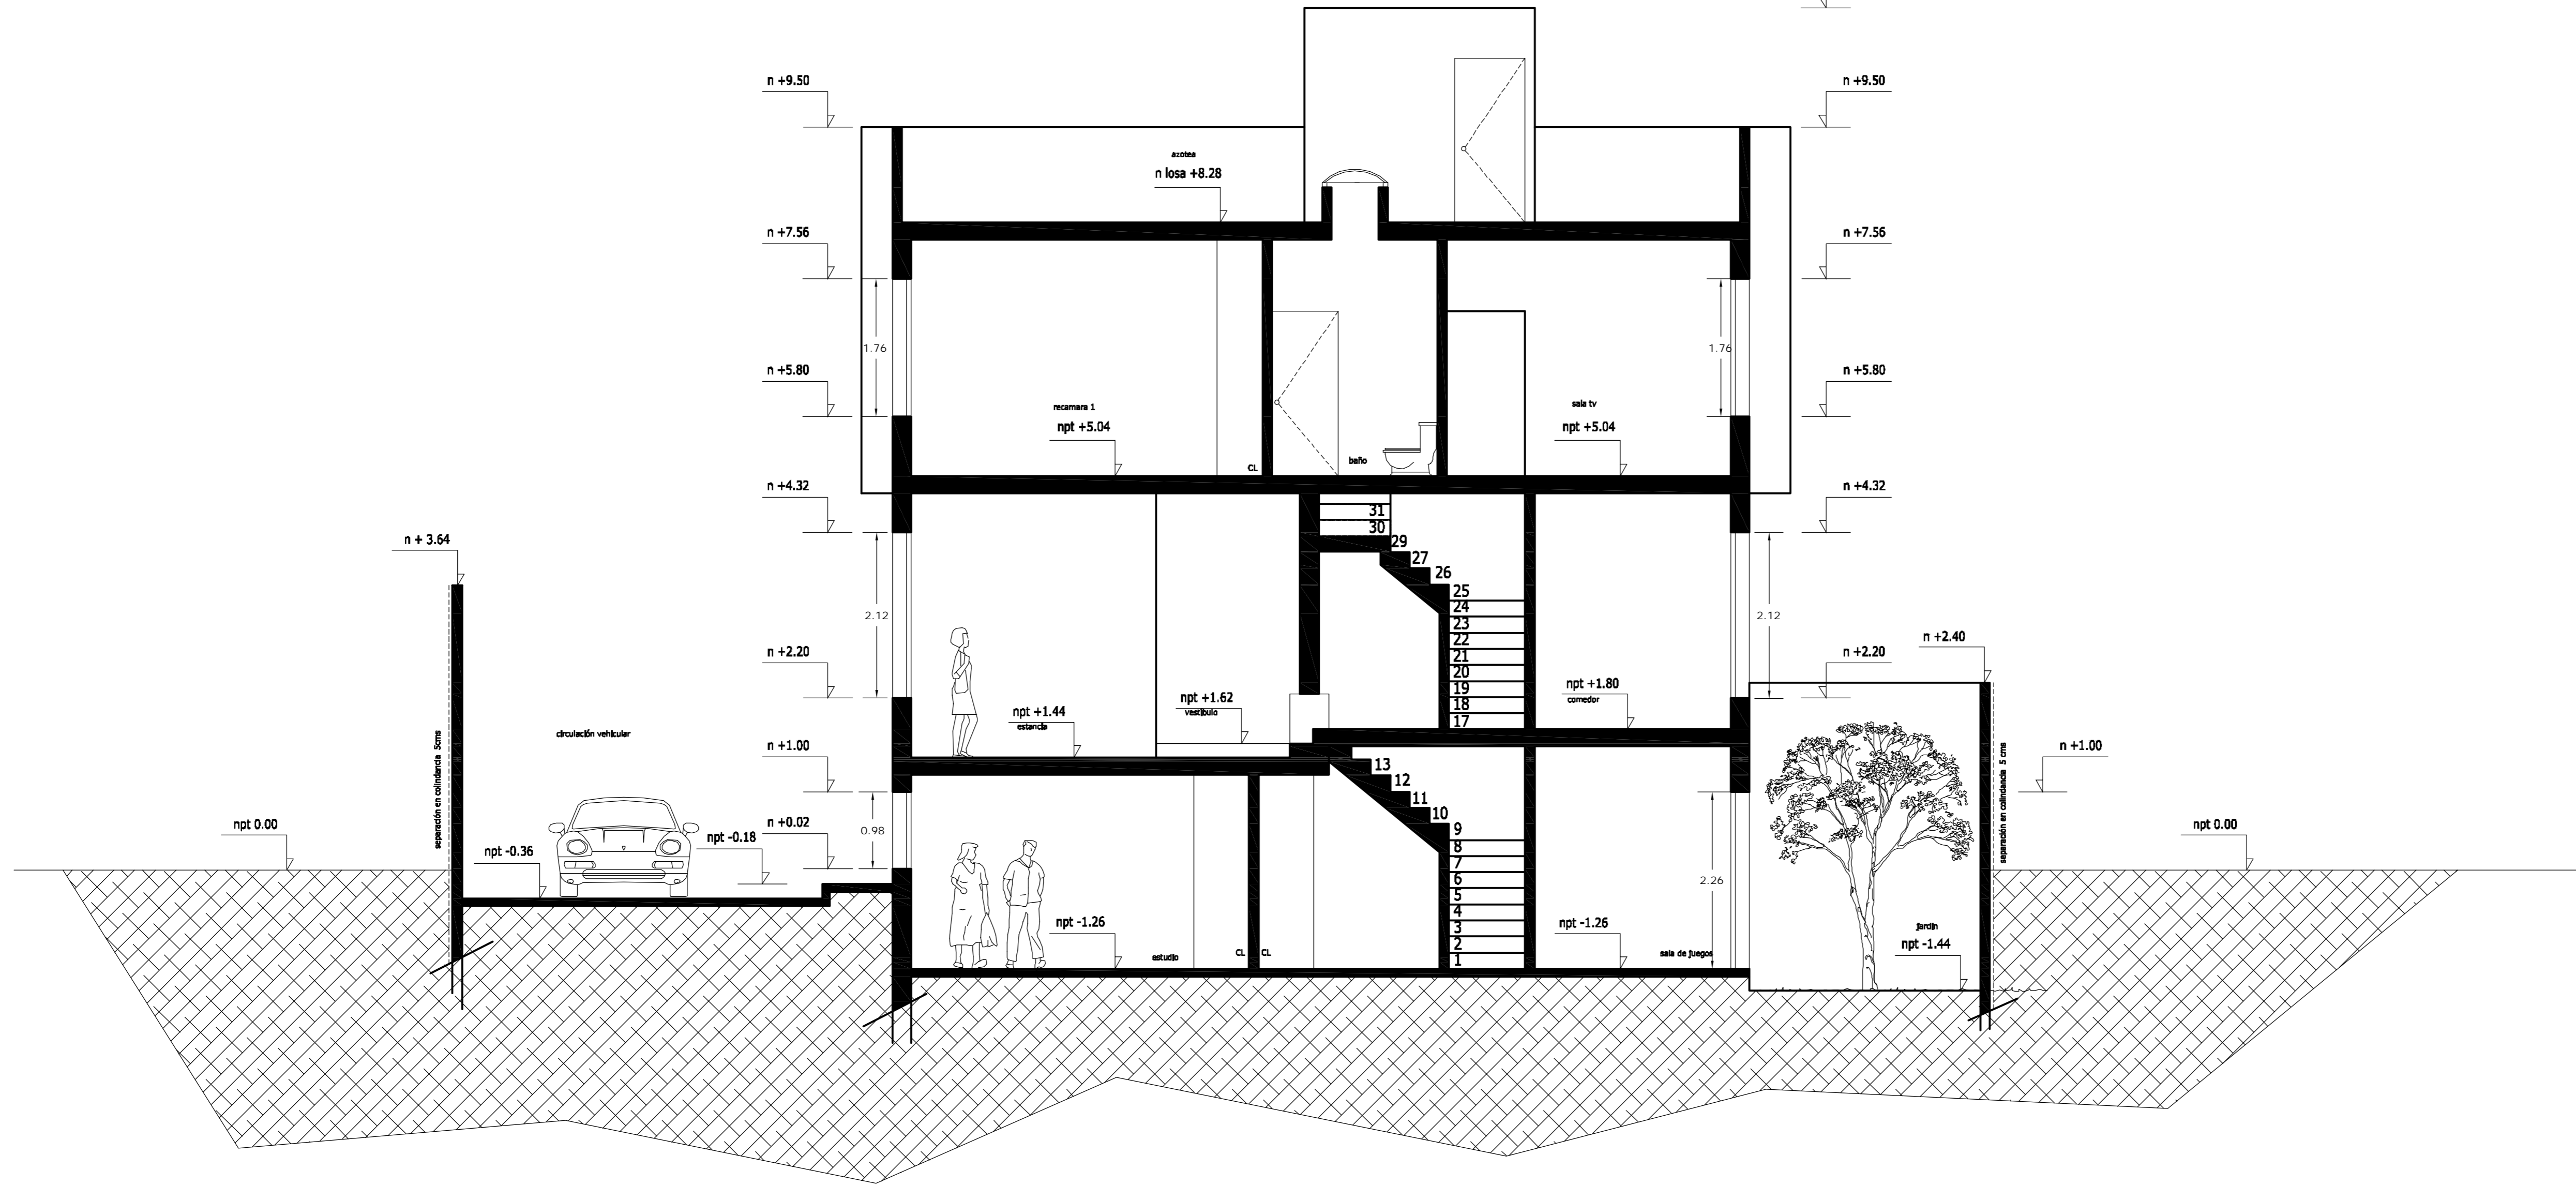 n +9.50
n +9.50
azotea
n losa +8.28
n +7.56
n +7.56
1.76
1.76
n +5.80
n +5.80
recamara 1
npt +5.04
sala tv
npt +5.04
CL
baño
n +4.32
n +4.32
31
30
29
27
26
25
24
23
22
21
20
19
18
17
n + 3.64
2.12
2.12
n +2.40
n +2.20
n +2.20
npt +1.44
estancia
npt +1.62
vestibulo
npt +1.80
comedor
circulación vehicular
separación en colindancia 5cms
separación en colindancia 5 cms
n +1.00
n +1.00
13
12
11
10
9
8
7
6
5
4
3
2
1
npt 0.00
npt -0.36
npt -0.18
n +0.02
0.98
2.26
npt 0.00
npt -1.26
estudio
CL
CL
npt -1.26
sala de juegos
jardin
npt -1.44